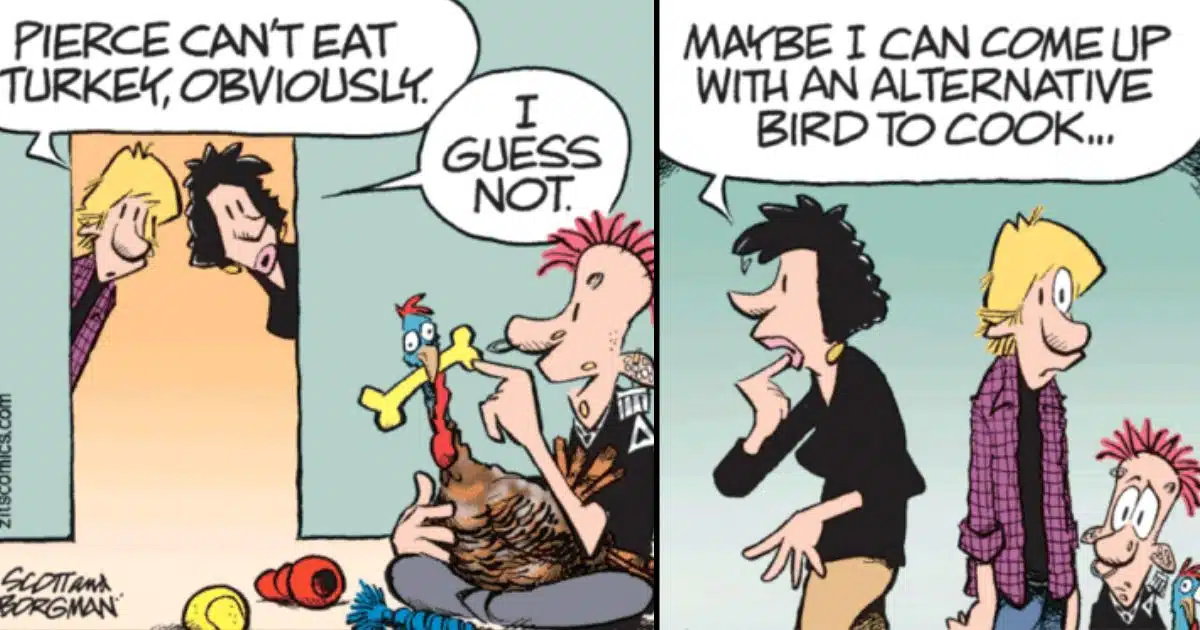 PIERCE CAN'T EAT
TURKEY, OBVIOUSLY.
I
GUESS
NOT.
zitscomics.com
SCOTT and
BORGMAN
MAYBE I CAN COME UP
WITH AN ALTERNATIVE
BIRD TO COOK...